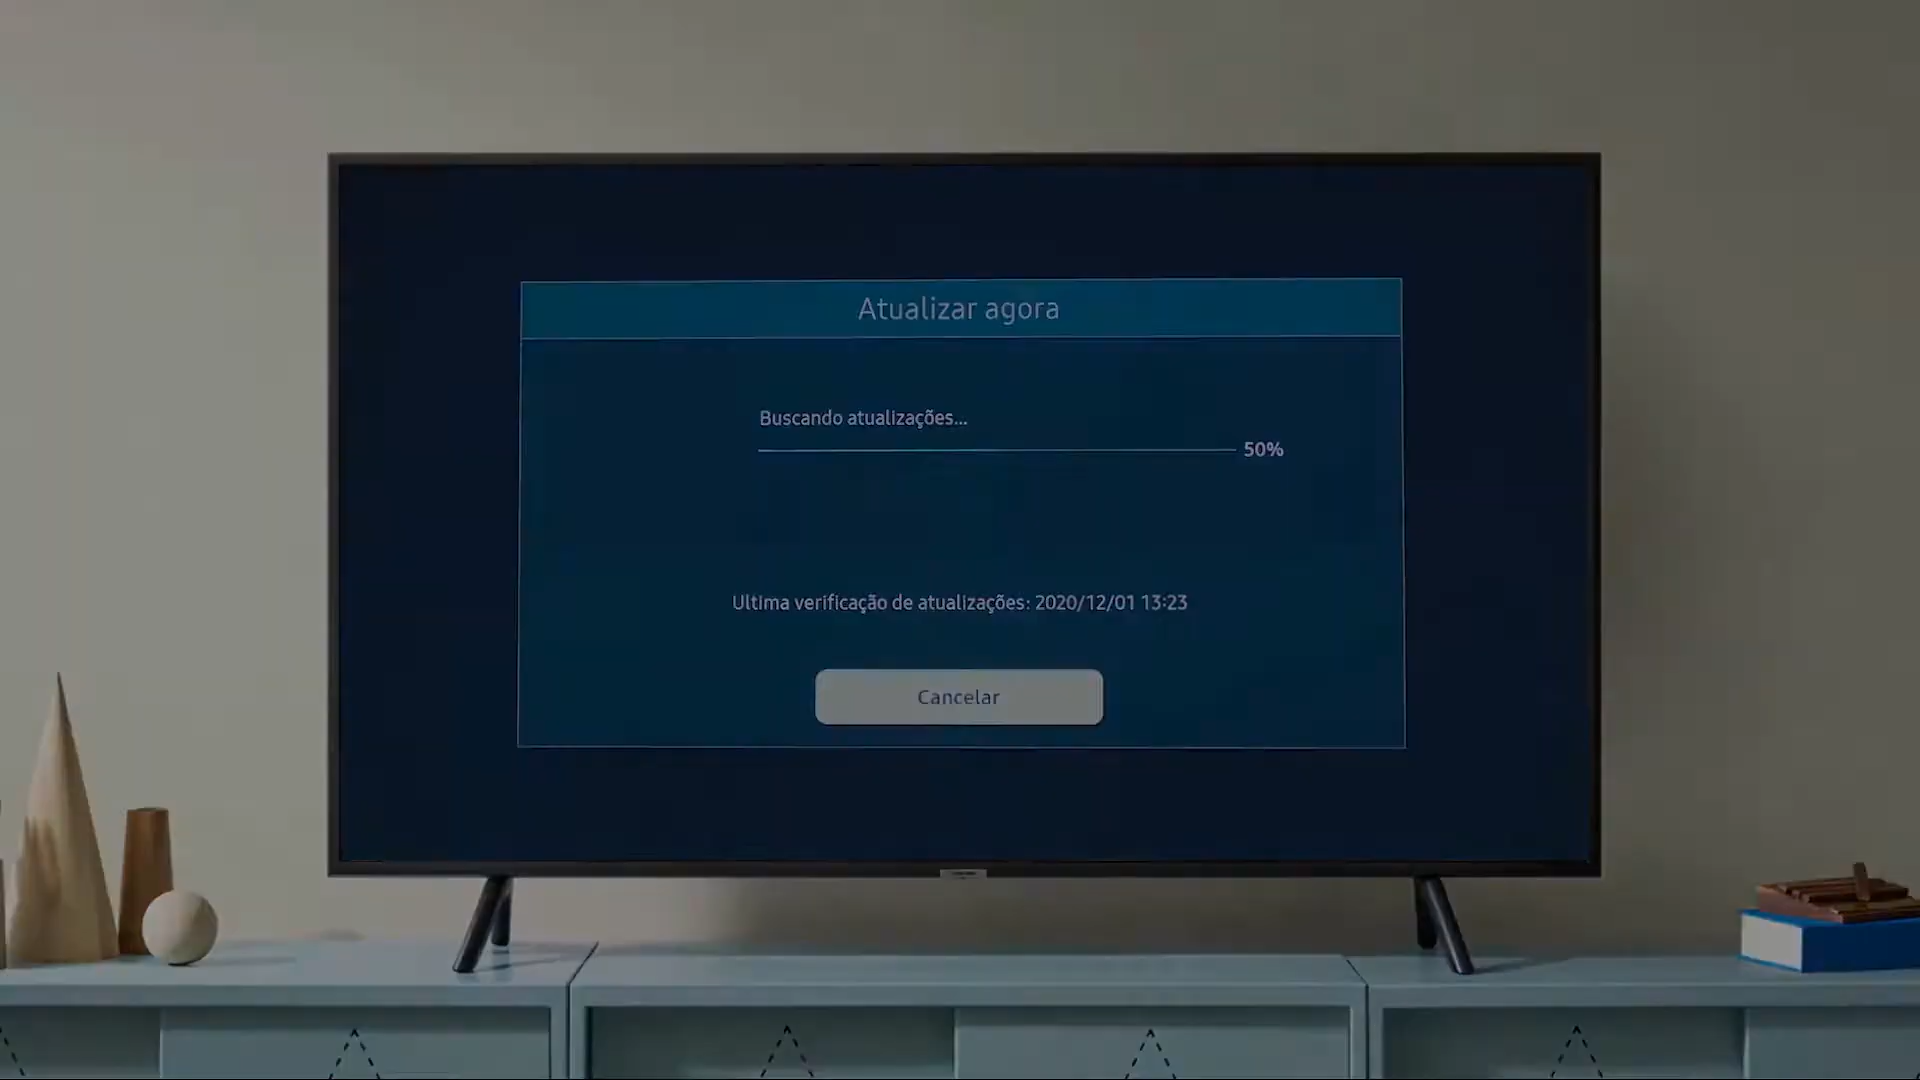 Atualizar agora
Buscando atualizações...
50%
Ultima verificação de atualizações: 2020/12/01 13:23
Cancelar